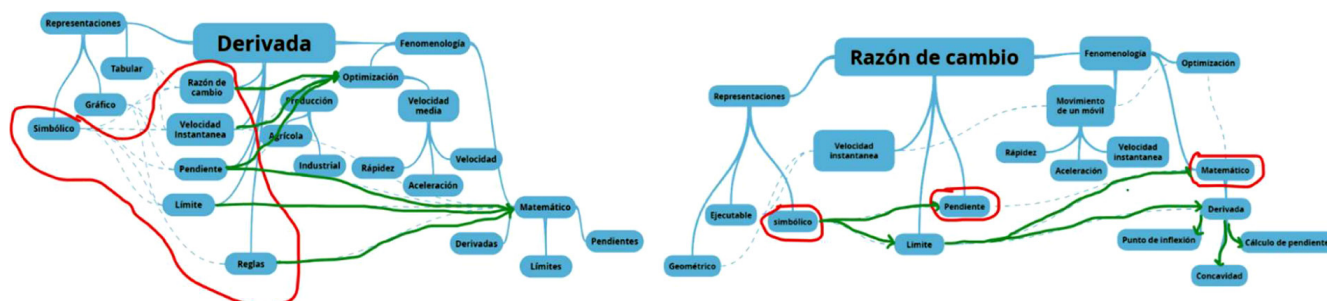 Representaciones
Derivada
Fenomenología
Tabular
Razón de
cambio
Optimización
Gráfico
Producción
Velocidad
media
Simbólico
Velocidad
Instantanea
Agrícola
Pendiente
Industrial
Rápidez
Velocidad
Aceleración
Límite
Matemático
Derivadas
Límites
Pendientes
Reglas
Razón de cambio
Fenomenología
Optimización
Representaciones
Movimiento
de un móvil
Velocidad
instantanea
Rápidez
Velocidad
instantanea
Aceleración
Matemático
Ejecutable
simbólico
Pendiente
Derivada
Geométrico
Limite
Punto de inflexión
Cálculo de pendiente
Concavidad